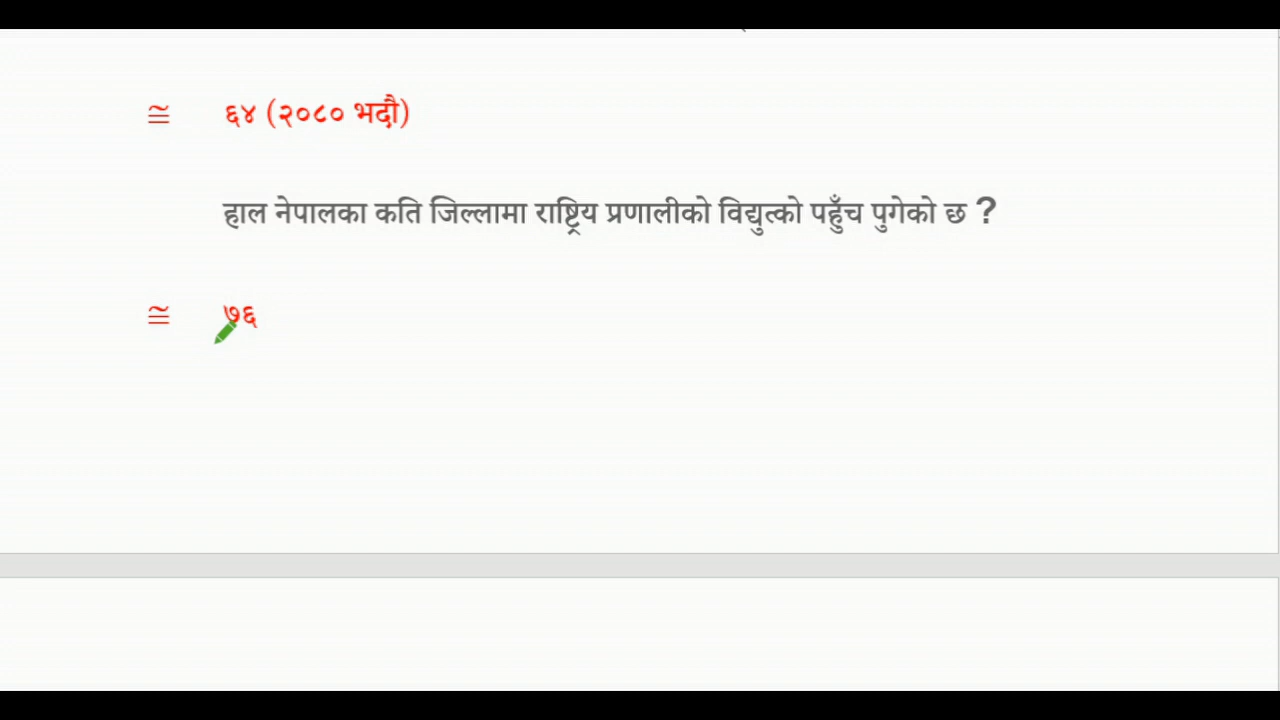 ≅ ६४ (२०८० भदौ)
हाल नेपालका कति जिल्लामा राष्ट्रिय प्रणालीको विद्युत्को पहुँच पुगेको छ ?
≅ ७६